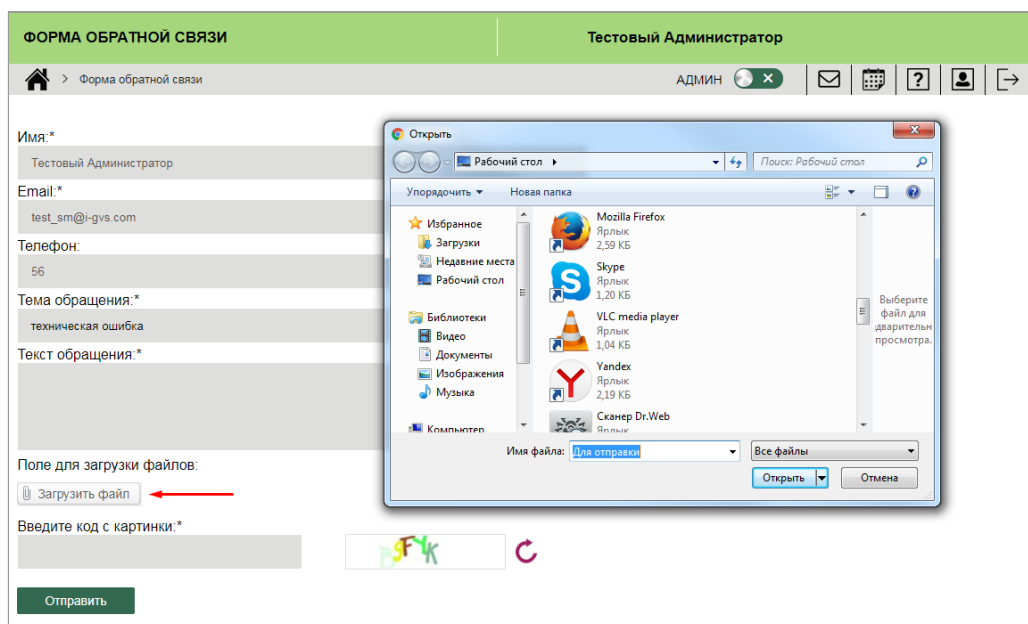 ФОРМА ОБРАТНОЙ СВЯЗИ
Тестовый Администратор
> Форма обратной связи
АДМИН
Имя:*
Тестовый Администратор
Email:*
test_sm@i-gvs.com
Телефон:
56
Тема обращения:*
техническая ошибка
Текст обращения:*
Поле для загрузки файлов:
Загрузить файл
Введите код с картинки:*
Отправить
Открыть
Рабочий стол
Поиск: Рабочий стол
Упорядочить
Новая папка
Избранное
Загрузки
Недавние места
Рабочий стол
Библиотеки
Видео
Документы
Изображения
Музыка
Компьютер
Mozilla Firefox
Ярлык
2,59 КБ
Skype
Ярлык
1,20 КБ
VLC media player
Ярлык
1,04 КБ
Yandex
Ярлык
2,19 КБ
Сканер Dr.Web
Ярлык
Выберите
файл для
дварительн
просмотра.
Имя файла:
Для отправки
Все файлы
Открыть
Отмена